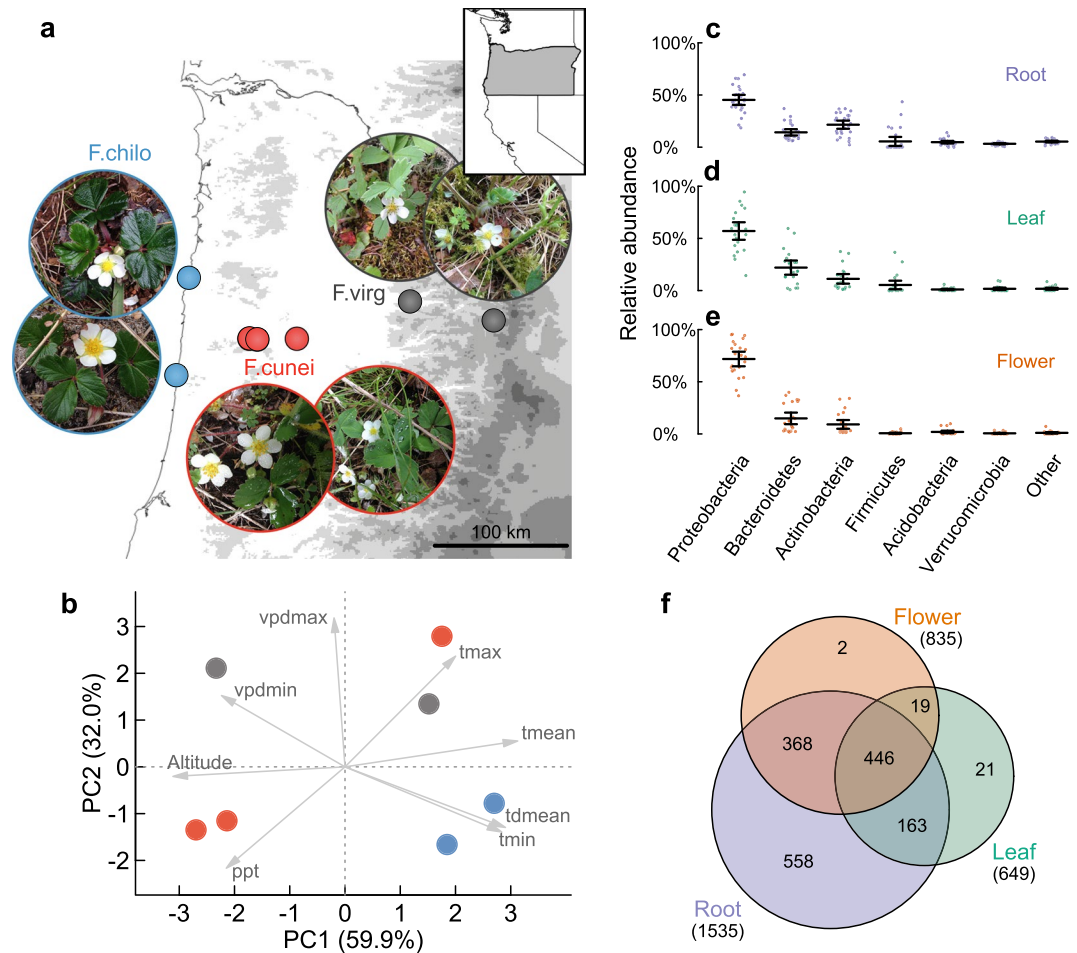 a
F.chilo
F.virg
F.cunei
100 km
b
PC2 (32.0%)
3
2
1
0
-1
-2
vpdmax
tmax
vpdmin
tmean
Altitude
tdmean
tmin
ppt
-3 -2 -1 0 1 2 3
PC1 (59.9%)
Relative abundance
c
100%
50%
0%
Root
d
100%
50%
0%
Leaf
e
100%
50%
0%
Flower
Proteobacteria
Bacteroidetes
Actinobacteria
Firmicutes
Acidobacteria
Verrucomicrobia
Other
f
Flower
(835)
2
19
368
446
21
163
558
Leaf
(649)
Root
(1535)